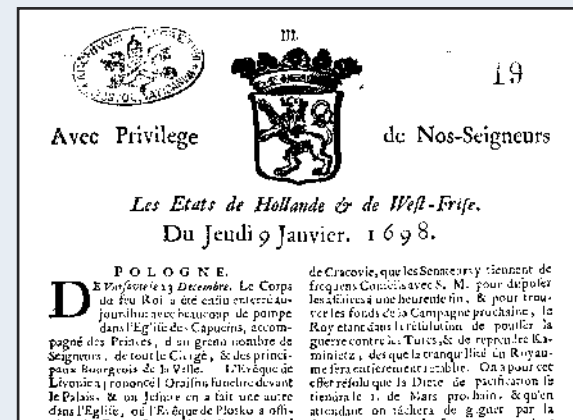 m
19
Avec Privilege de Nos-Seigneurs
Les Etats de Hollande & de West-Frise.
Du Jeudi 9 Janvier. 1698.
POLOGNE.
DE Varsovie le 23 Decembre. Le Corps
du feu Roi a été enfin enterré au-
jourdhui avec beaucoup de pompe
dans l'Eglise des Capucins, accom-
pagné des Princes, d'un grand nombre de
Seigneurs, de tout le Clergé, & des princi-
paux Bourgeois de la Ville. L'Evêque de
Livonie a prononcé l'Oraison funebre devant
le Palais, & un Jesuite en a fait une autre
dans l'Eglise, où l'Evêque de Plosko a offi-
de Cracovie, que les Senateurs y tiennent de
frequens Conseils avec S. M. pour disposer
les affaires à une heureuse fin, & pour trou-
ver les fonds de la Campagne prochaine, le
Roy etant dans la résolution de pousser la
guerre contre les Turcs, & de reprendre Ka-
minietz, des que la tranquillité du Royau-
me sera entierement retablie. On a pour cet
effet résolu que la Diete de pacification se
tiendra le 1. de Mars prochain, & qu'en
attendant on tâchera de gagner par la